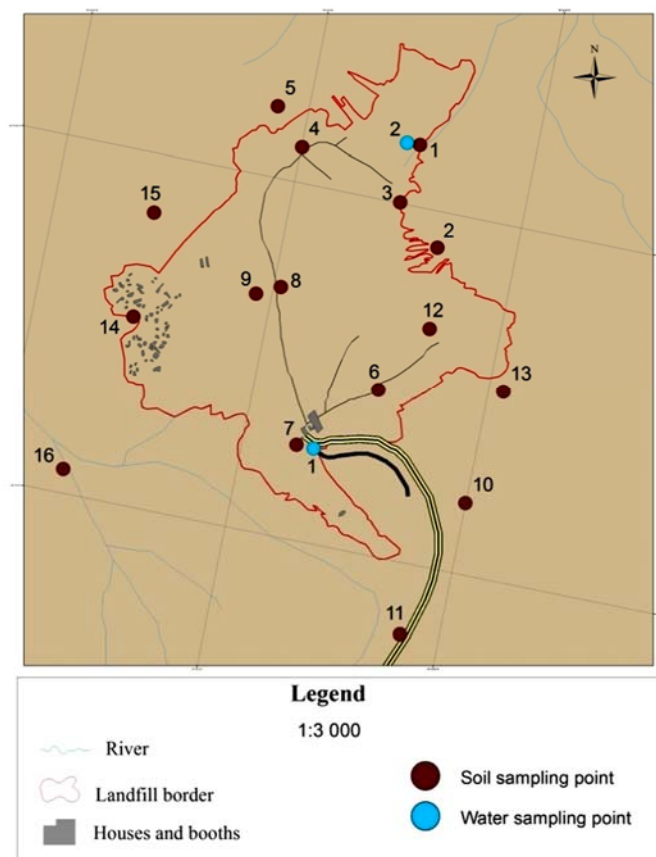 N
5
4
2
1
15
3
2
9
8
14
12
6
13
7
1
16
10
11
Legend
1:3 000
River
Landfill border
Houses and booths
Soil sampling point
Water sampling point